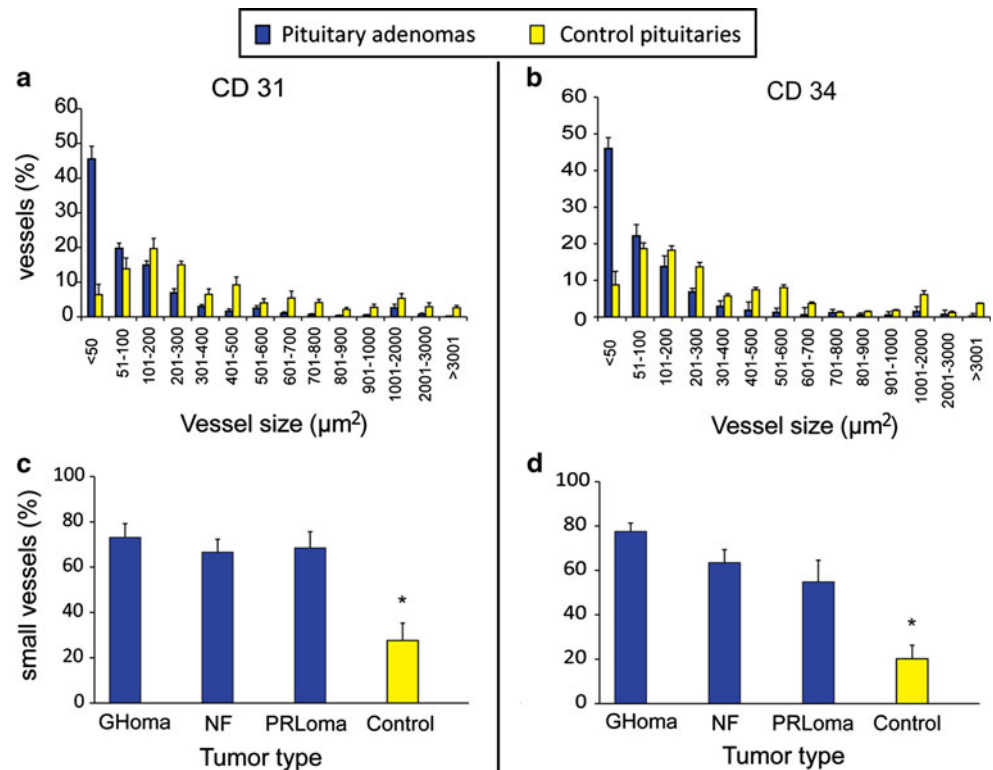 Pituitary adenomas Control pituitaries
a
CD 31
vessels (%)
60
50
40
30
20
10
0
<50 51-100 101-200 201-300 301-400 401-500 501-600 601-700 701-800 801-900 901-1000 1001-2000 2001-3000 >3001
Vessel size (µm²)
b
CD 34
60
50
40
30
20
10
0
<50 51-100 101-200 201-300 301-400 401-500 501-600 601-700 701-800 801-900 901-1000 1001-2000 2001-3000 >3001
Vessel size (µm²)
c
small vessels (%)
100
80
60
40
20
0
*
GHoma NF PRLoma Control
Tumor type
d
100
80
60
40
20
0
*
GHoma NF PRLoma Control
Tumor type